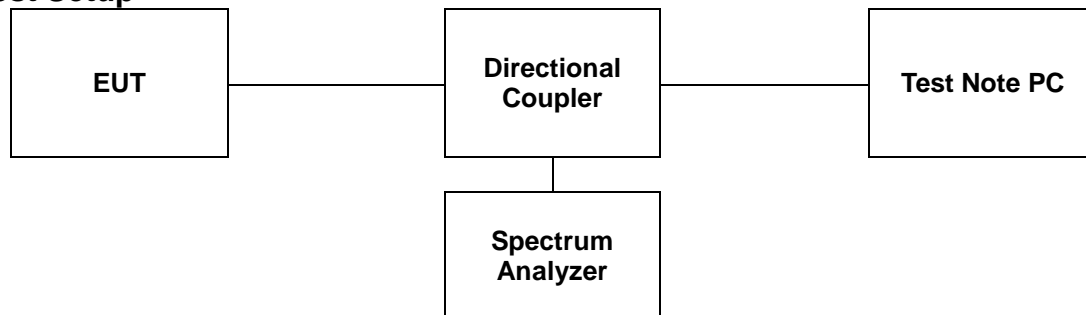 EUT
Directional
Coupler
Test Note PC
Spectrum
Analyzer